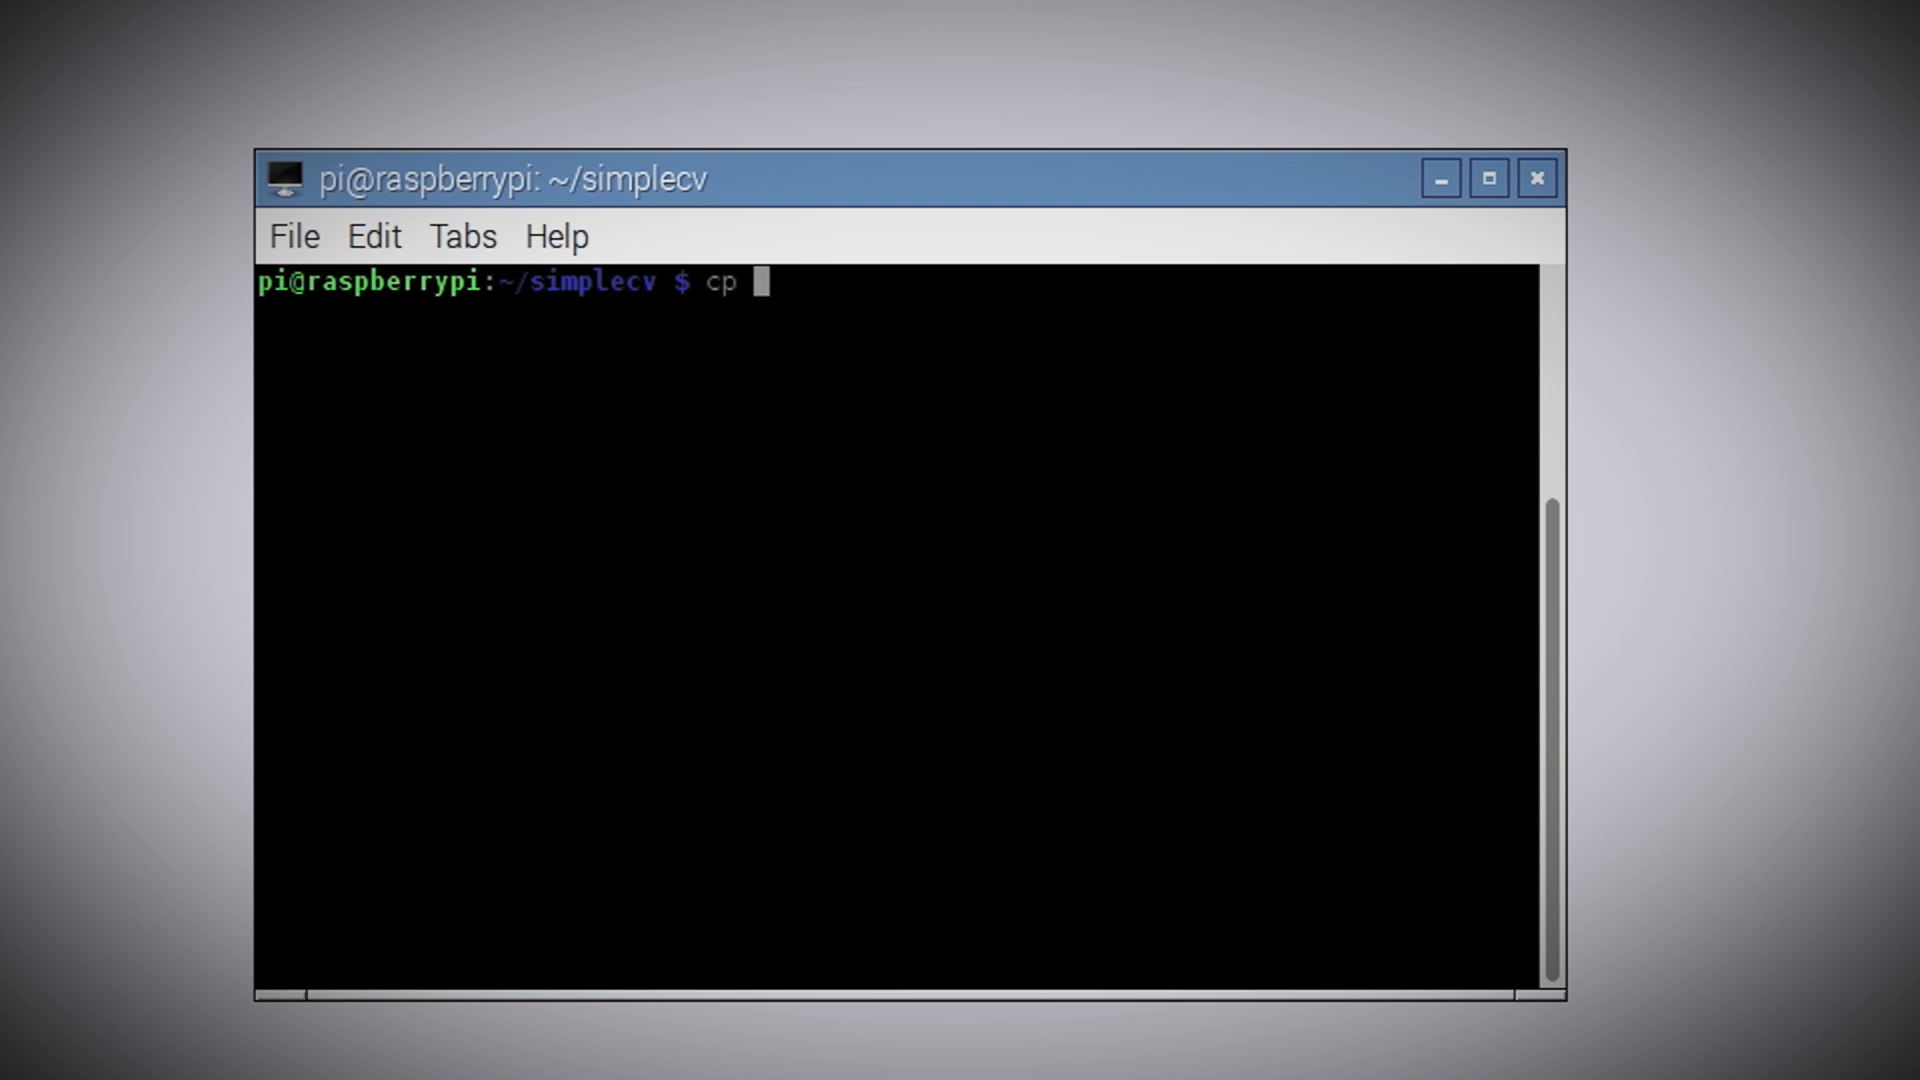 pi@raspberrypi: ~/simplecv
File Edit Tabs Help
pi@raspberrypi:~/simplecv $ cp